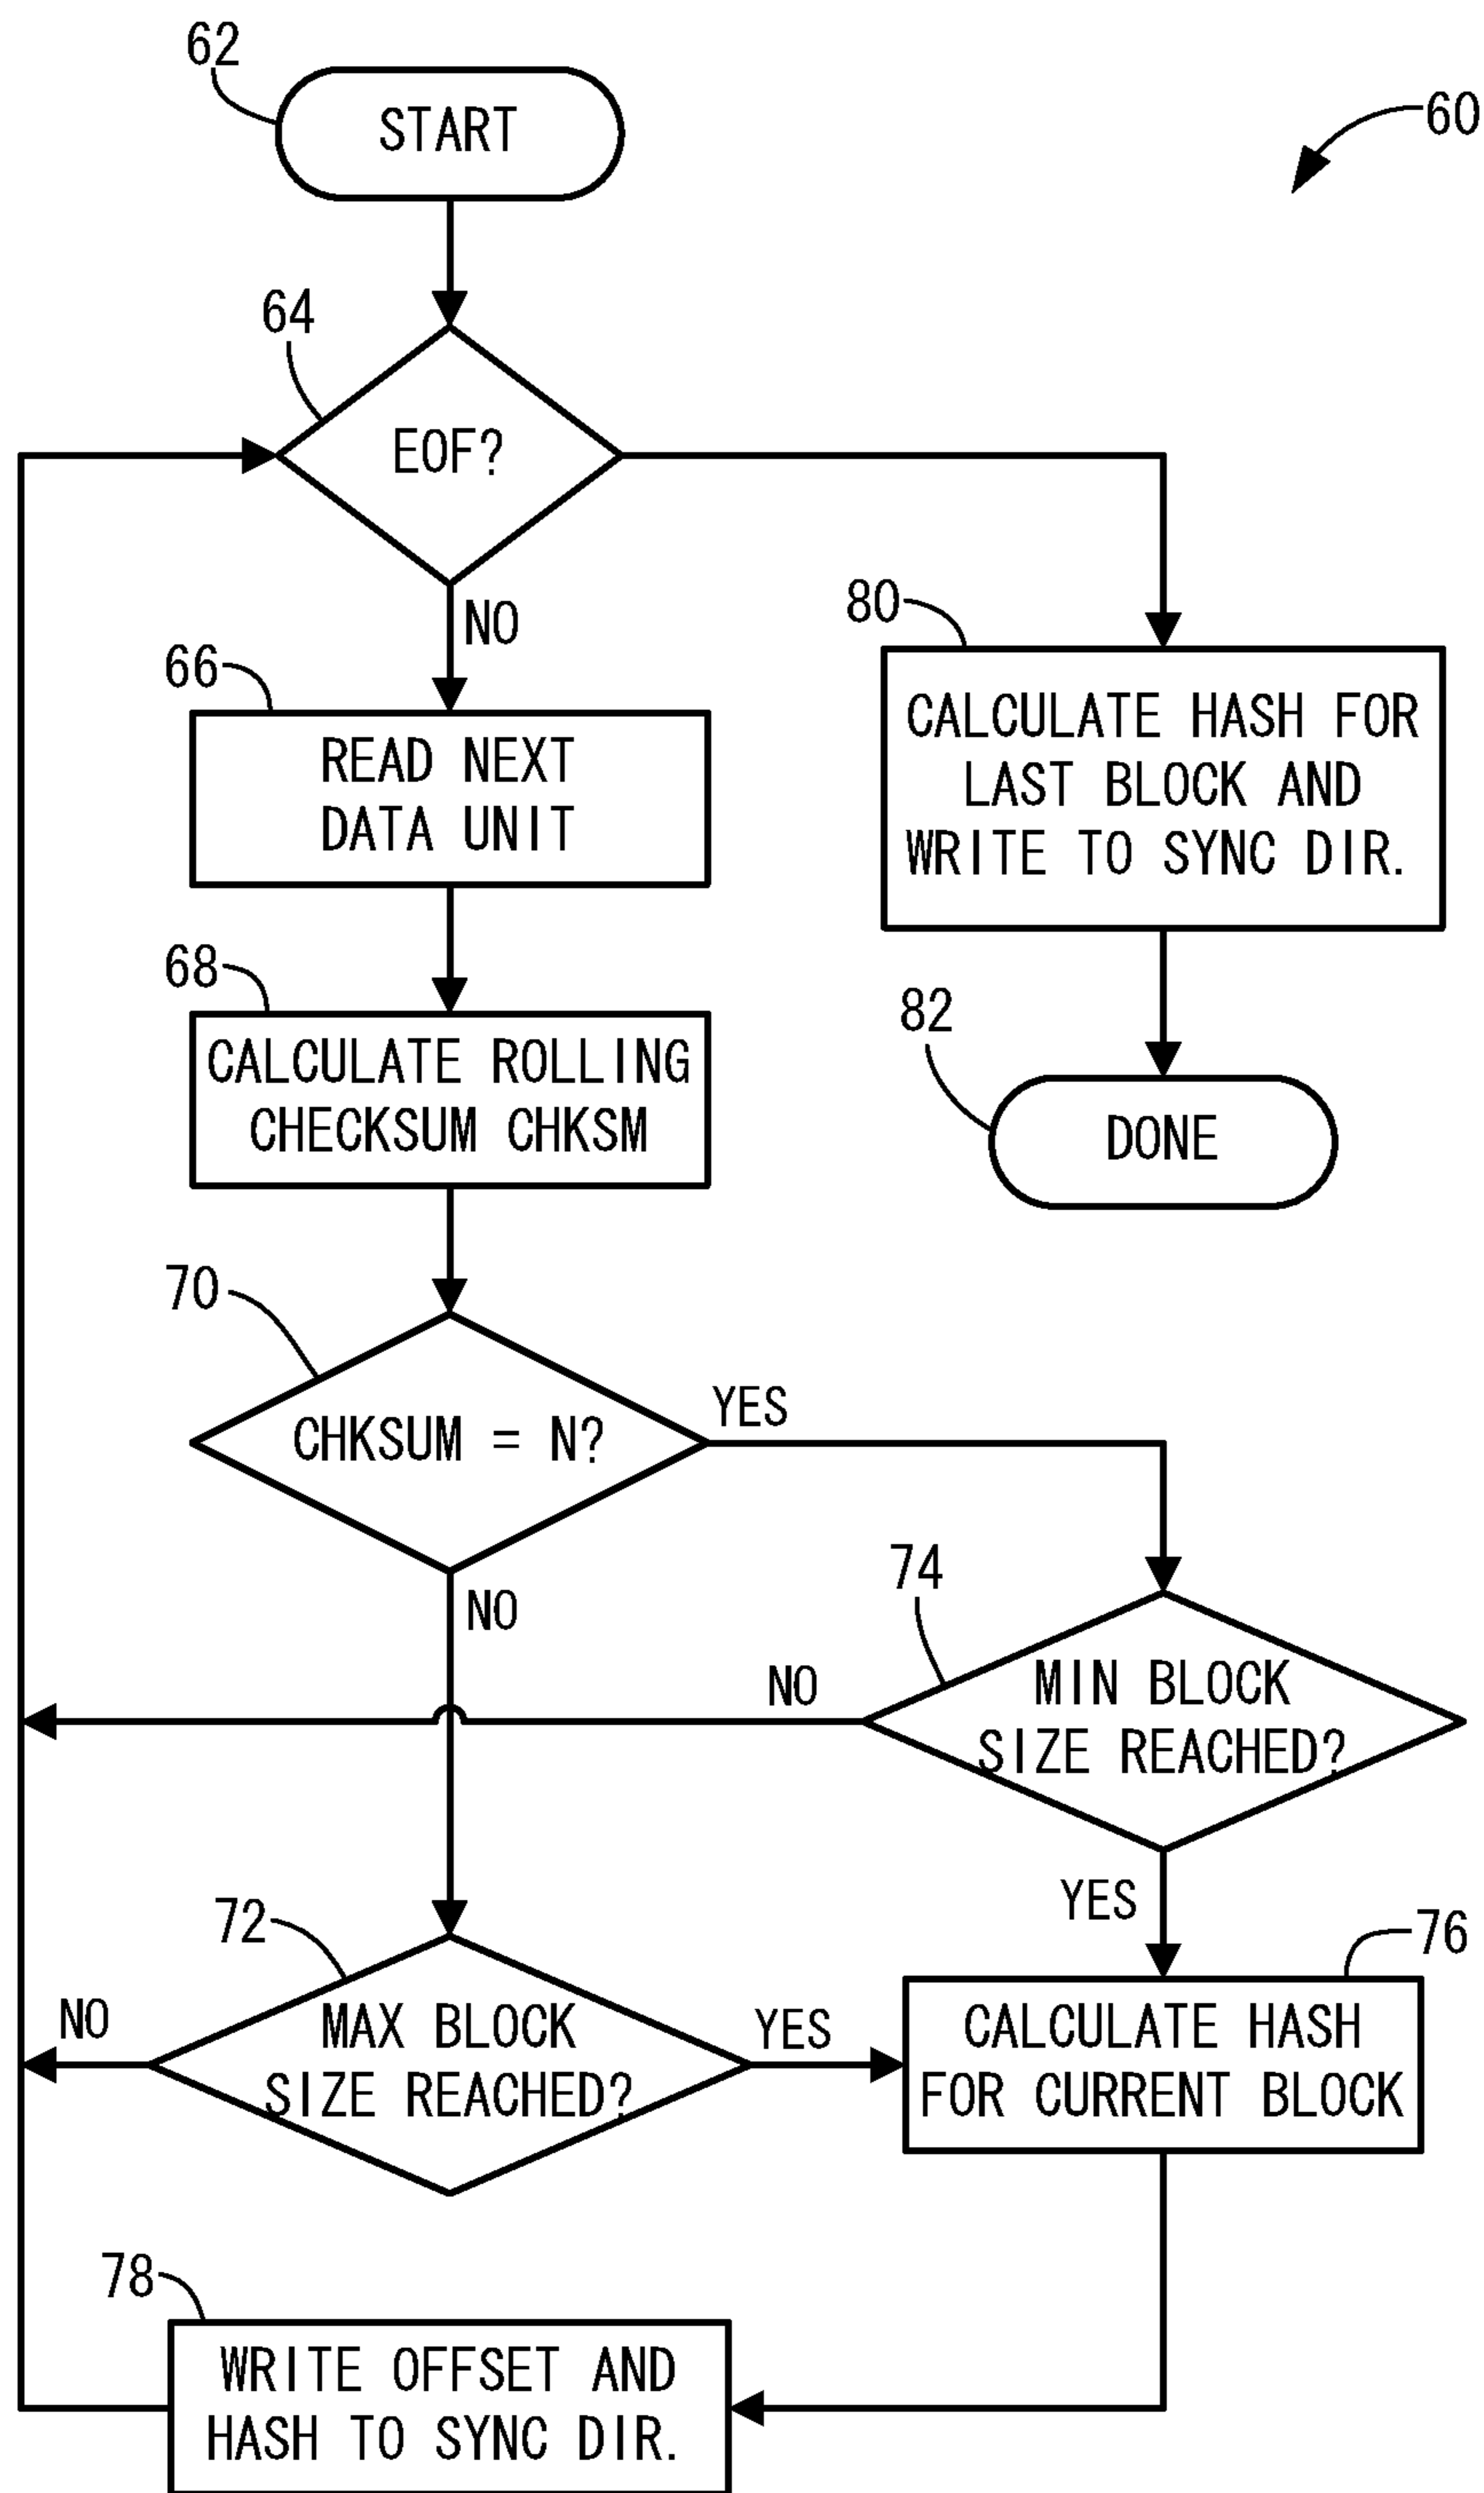 62
START
60
64
EOF?
NO
80
66
CALCULATE HASH FOR
LAST BLOCK AND
WRITE TO SYNC DIR.
READ NEXT
DATA UNIT
68
82
CALCULATE ROLLING
CHECKSUM CHKSM
DONE
70
YES
CHKSUM = N?
74
NO
NO
MIN BLOCK
SIZE REACHED?
YES
72
76
NO
MAX BLOCK
SIZE REACHED?
YES
CALCULATE HASH
FOR CURRENT BLOCK
78
WRITE OFFSET AND
HASH TO SYNC DIR.